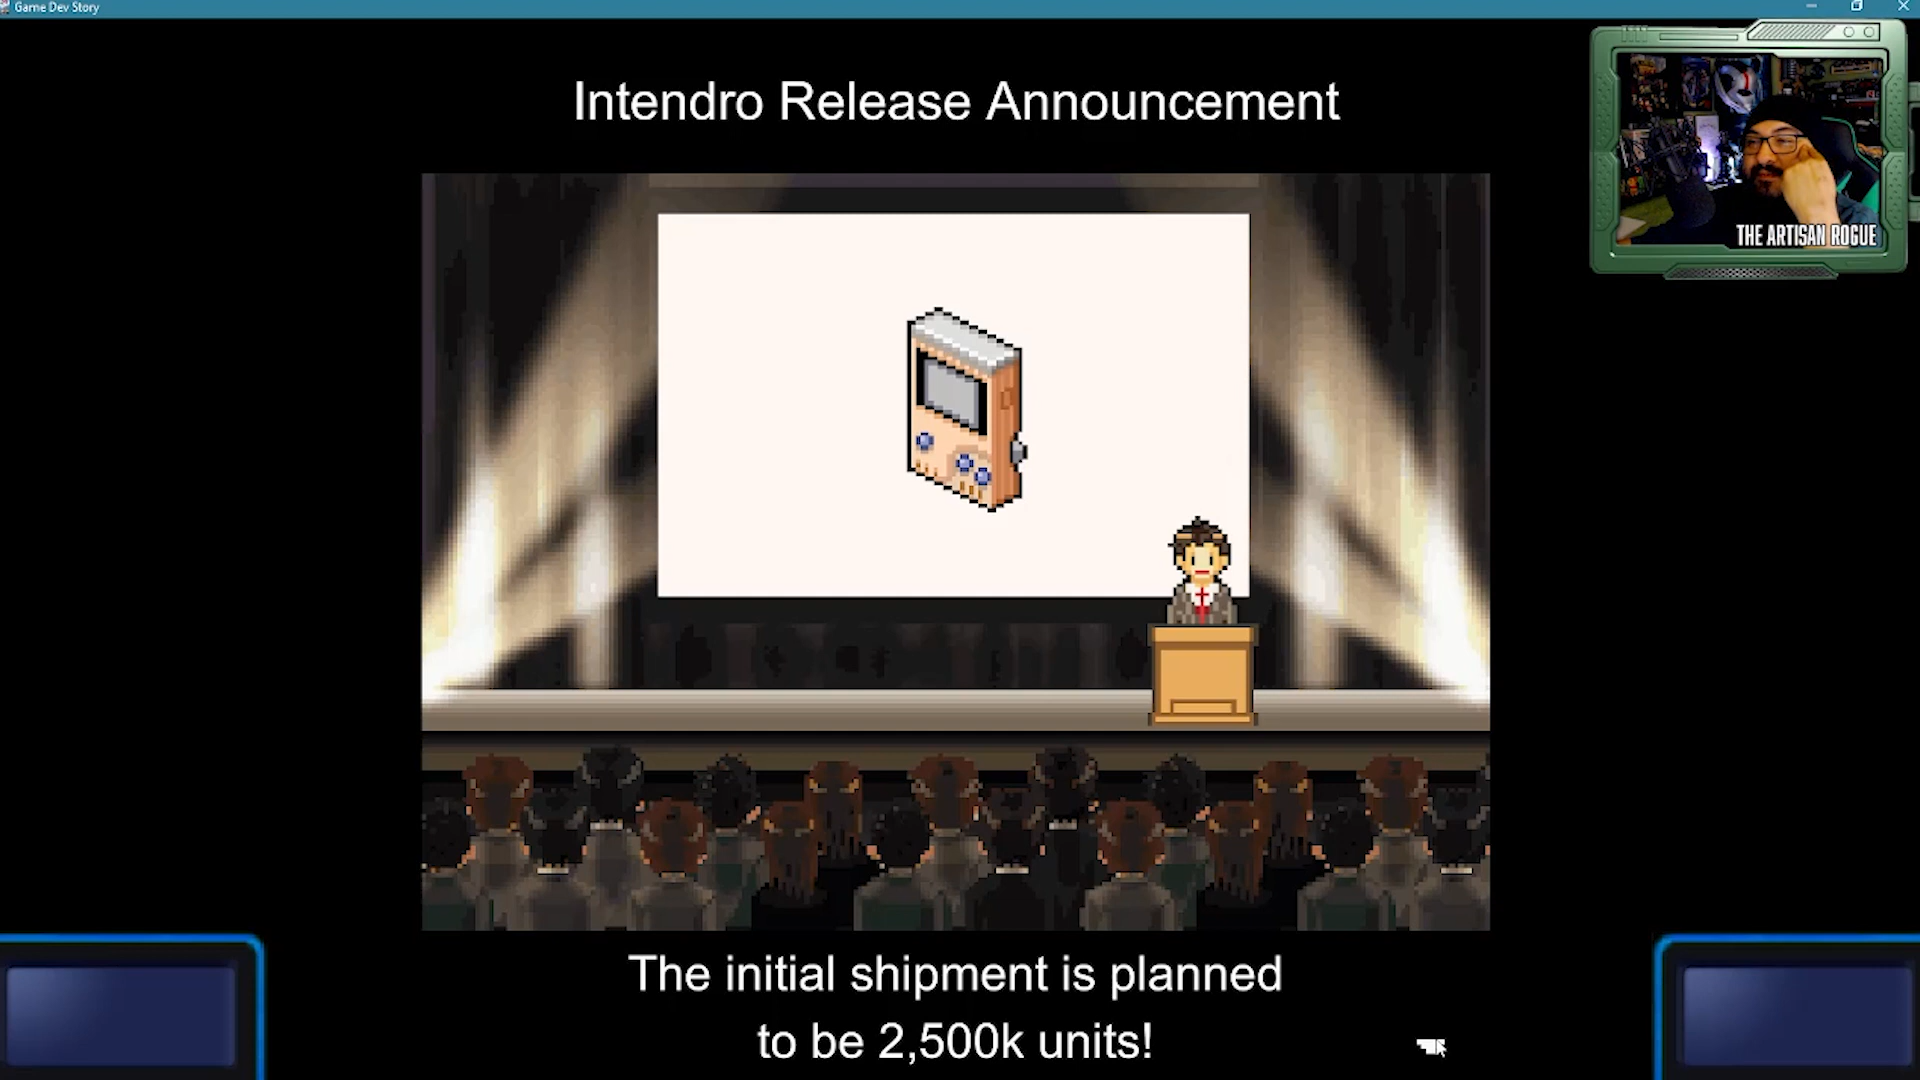 Game Dev Story
Intendro Release Announcement
THE ARTISAN ROGUE
The initial shipment is planned
to be 2,500k units!